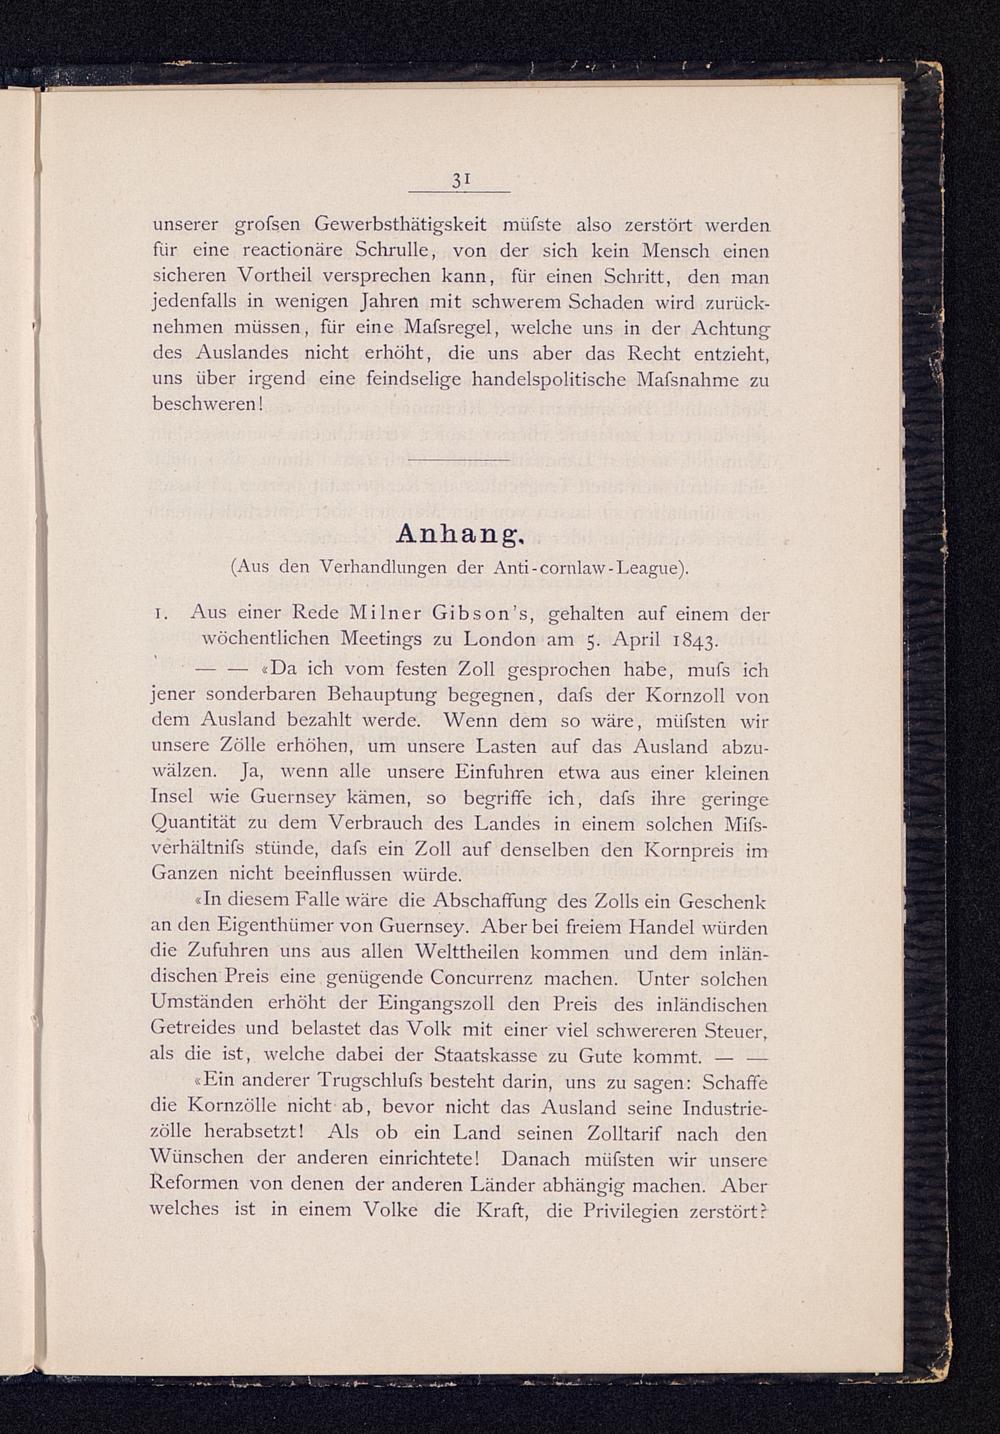 31
unserer groſsen Gewerbsthätigskeit müſste also zerstört werden
für eine reactionäre Schrulle, von der sich kein Mensch einen
sicheren Vortheil versprechen kann, für einen Schritt, den man
jedenfalls in wenigen Jahren mit schwerem Schaden wird zurück-
nehmen müssen, für eine Maſsregel, welche uns in der Achtung
des Auslandes nicht erhöht, die uns aber das Recht entzieht,
uns über irgend eine feindselige handelspolitische Maſsnahme zu
beschweren!
Anhang.
(Aus den Verhandlungen der Anti-cornlaw-League).
1. Aus einer Rede Milner Gibson's, gehalten auf einem der
wöchentlichen Meetings zu London am 5. April 1843.
— — «Da ich vom festen Zoll gesprochen habe, muſs ich
jener sonderbaren Behauptung begegnen, daſs der Kornzoll von
dem Ausland bezahlt werde. Wenn dem so wäre, müſsten wir
unsere Zölle erhöhen, um unsere Lasten auf das Ausland abzu-
wälzen. Ja, wenn alle unsere Einfuhren etwa aus einer kleinen
Insel wie Guernsey kämen, so begriffe ich, daſs ihre geringe
Quantität zu dem Verbrauch des Landes in einem solchen Miſs-
verhältniſs stünde, daſs ein Zoll auf denselben den Kornpreis im
Ganzen nicht beeinflussen würde.
«In diesem Falle wäre die Abschaffung des Zolls ein Geschenk
an den Eigenthümer von Guernsey. Aber bei freiem Handel würden
die Zufuhren uns aus allen Welttheilen kommen und dem inlän-
dischen Preis eine genügende Concurrenz machen. Unter solchen
Umständen erhöht der Eingangszoll den Preis des inländischen
Getreides und belastet das Volk mit einer viel schwereren Steuer,
als die ist, welche dabei der Staatskasse zu Gute kommt. — —
«Ein anderer Trugschluſs besteht darin, uns zu sagen: Schaffe
die Kornzölle nicht ab, bevor nicht das Ausland seine Industrie-
zölle herabsetzt! Als ob ein Land seinen Zolltarif nach den
Wünschen der anderen einrichtete! Danach müſsten wir unsere
Reformen von denen der anderen Länder abhängig machen. Aber
welches ist in einem Volke die Kraft, die Privilegien zerstört?